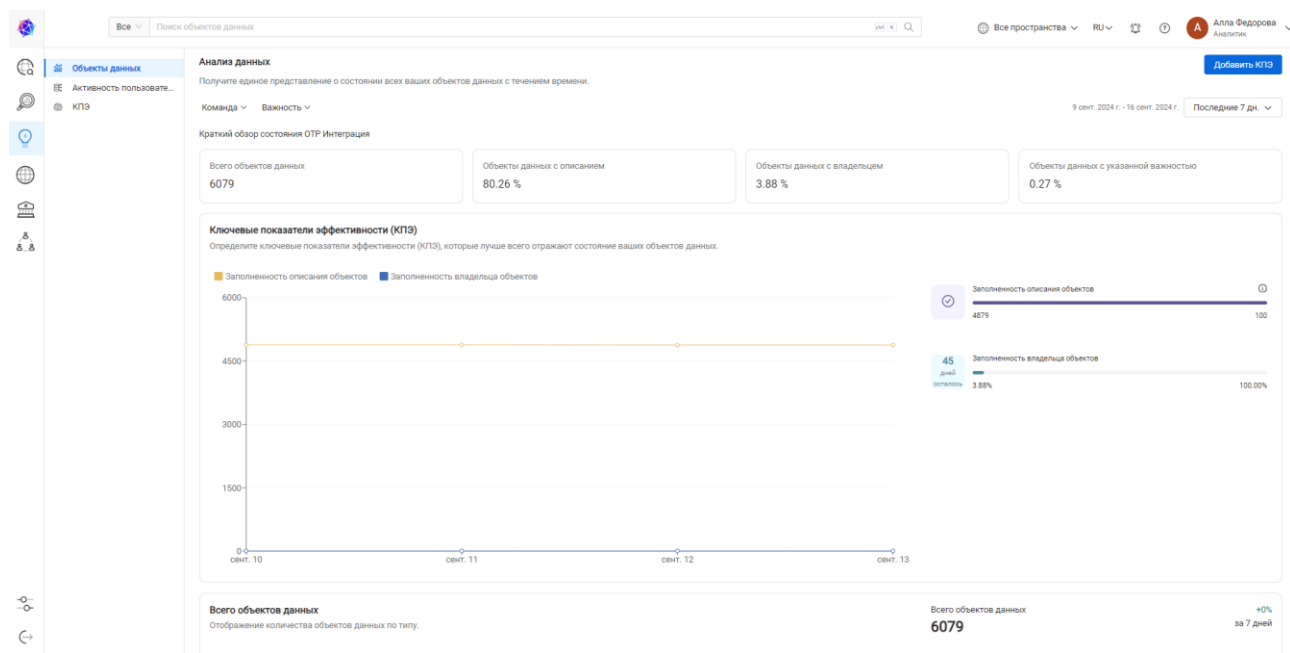 Все
Поиск объектов данных
Все пространства
RU
А
Алла Федорова
Аналитик
Объекты данных
Активность пользовате...
КПЭ
Анализ данных
Получите единое представление о состоянии всех ваших объектов данных с течением времени.
Добавить КПЭ
Команда
Важность
9 сент. 2024 г. - 16 сент. 2024 г.
Последние 7 дн.
Краткий обзор состояния ОТР Интеграция
Всего объектов данных
6079
Объекты данных с описанием
80.26 %
Объекты данных с владельцем
3.88 %
Объекты данных с указанной важностью
0.27 %
Ключевые показатели эффективности (КПЭ)
Определите ключевые показатели эффективности (КПЭ), которые лучше всего отражают состояние ваших объектов данных.
Заполненность описания объектов
Заполненность владельца объектов
6000
4500
3000
1500
0
сент. 10
сент. 11
сент. 12
сент. 13
Заполненность описания объектов
4879
100
45
дней
осталось
Заполненность владельца объектов
3.88%
100.00%
Всего объектов данных
Отображение количества объектов данных по типу.
Всего объектов данных
6079
+0%
за 7 дней